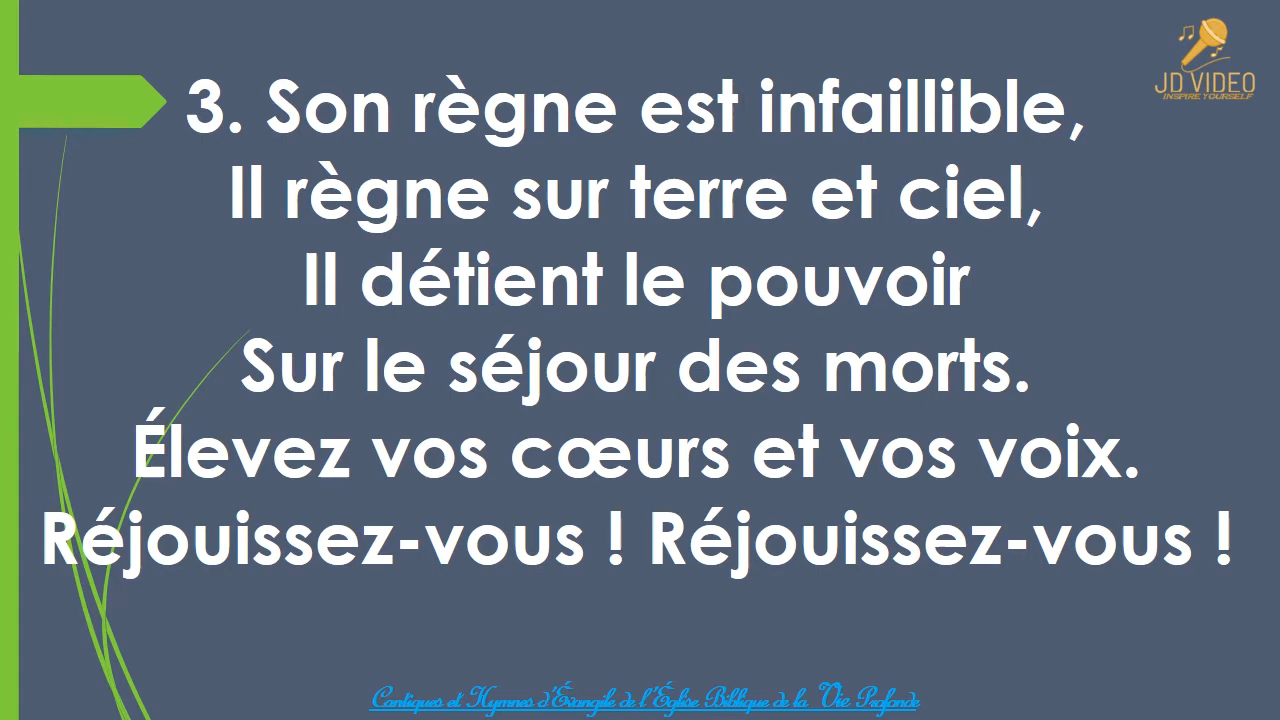 JD VIDEO
INSPIRE YOURSELF
3. Son règne est infaillible,
Il règne sur terre et ciel,
Il détient le pouvoir
Sur le séjour des morts.
Élevez vos cœurs et vos voix.
Réjouissez-vous ! Réjouissez-vous !
Cantiques et Hymnes d'Évangile de l'Église Biblique de la Vie Profonde